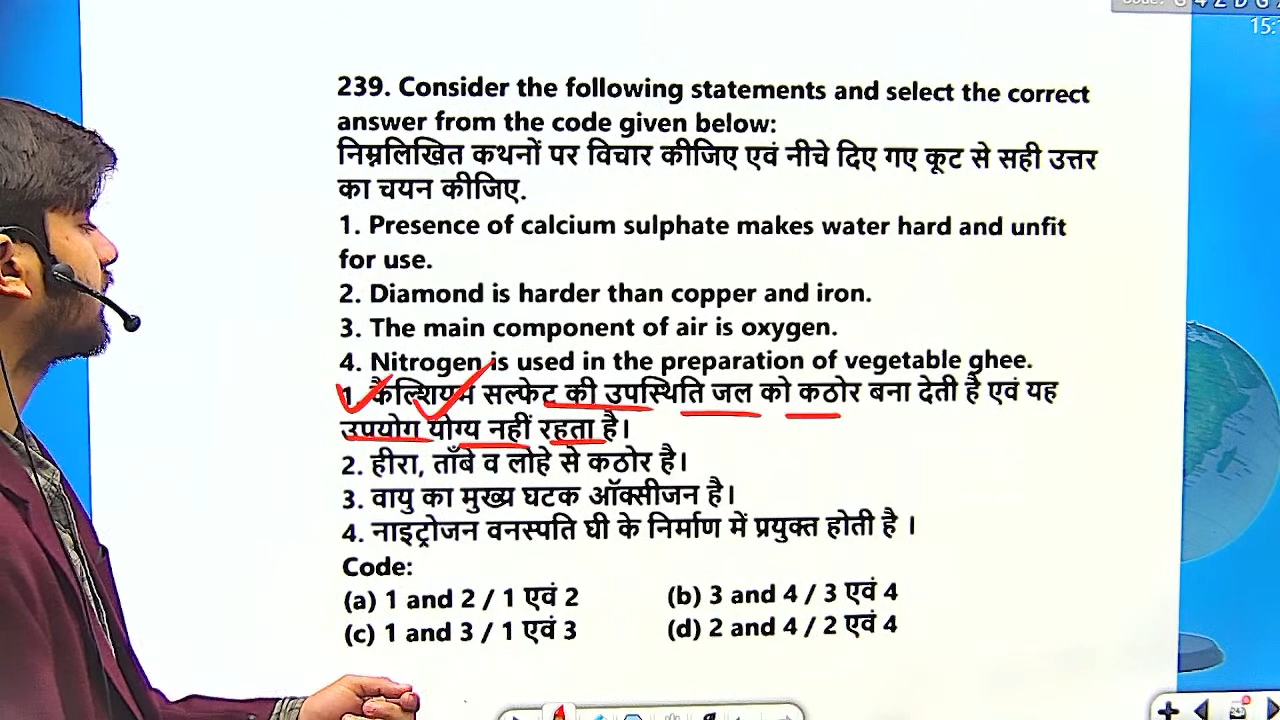 239. Consider the following statements and select the correct
answer from the code given below:
निम्नलिखित कथनों पर विचार कीजिए एवं नीचे दिए गए कूट से सही उत्तर
का चयन कीजिए.
1. Presence of calcium sulphate makes water hard and unfit
for use.
2. Diamond is harder than copper and iron.
3. The main component of air is oxygen.
4. Nitrogen is used in the preparation of vegetable ghee.
1. कैल्शियम सल्फेट की उपस्थिति जल को कठोर बना देती है एवं यह
उपयोग योग्य नहीं रहता है।
2. हीरा, ताँबे व लोहे से कठोर है।
3. वायु का मुख्य घटक ऑक्सीजन है।
4. नाइट्रोजन वनस्पति घी के निर्माण में प्रयुक्त होती है ।
Code:
(a) 1 and 2 / 1 एवं 2 (b) 3 and 4 / 3 एवं 4
(c) 1 and 3 / 1 एवं 3 (d) 2 and 4 / 2 एवं 4